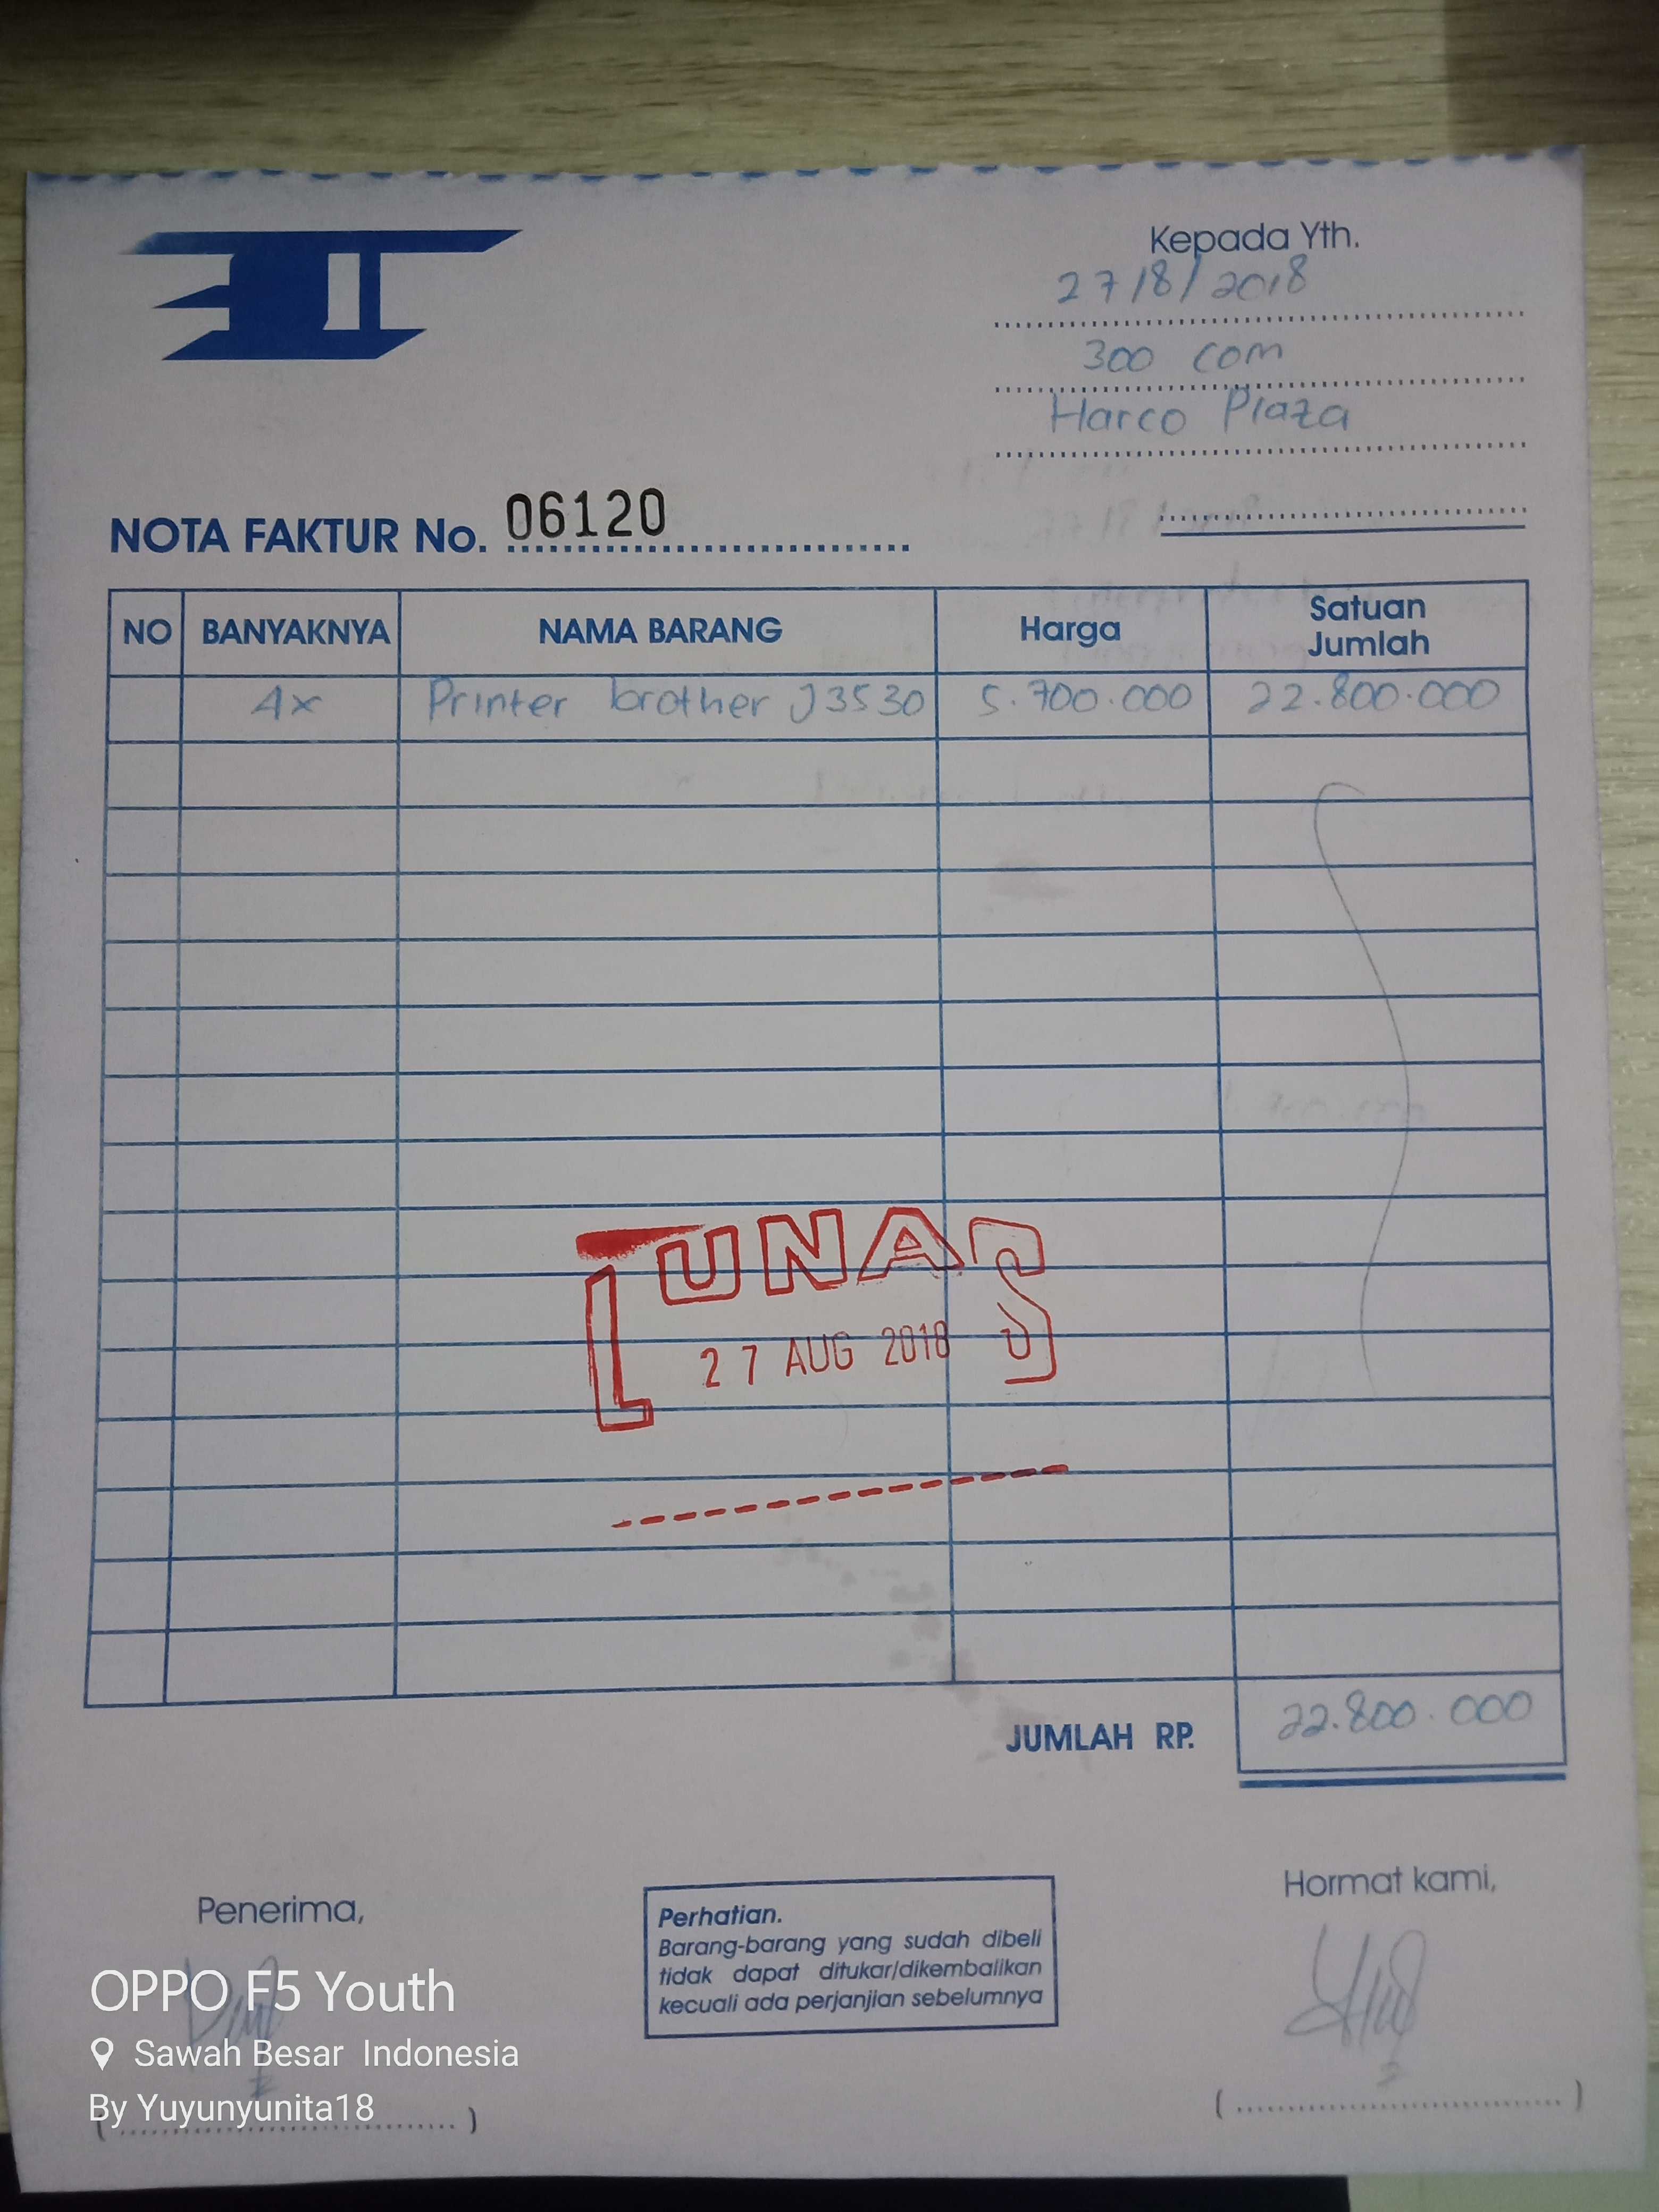 Kepada Yth.
27/8/2018
300 com
Harco Plaza
NOTA FAKTUR No. 06120
NO BANYAKNYA NAMA BARANG Harga Satuan Jumlah
4x Printer brother J3530 5.700.000 22.800.000
LUNAS
27 AUG 2018
JUMLAH RP. 22.800.000
Penerima,
Perhatian.
Barang-barang yang sudah dibeli
tidak dapat ditukar/dikembalikan
kecuali ada perjanjian sebelumnya
Hormat kami,
OPPO F5 Youth
Sawah Besar Indonesia
By Yuyunyunita18